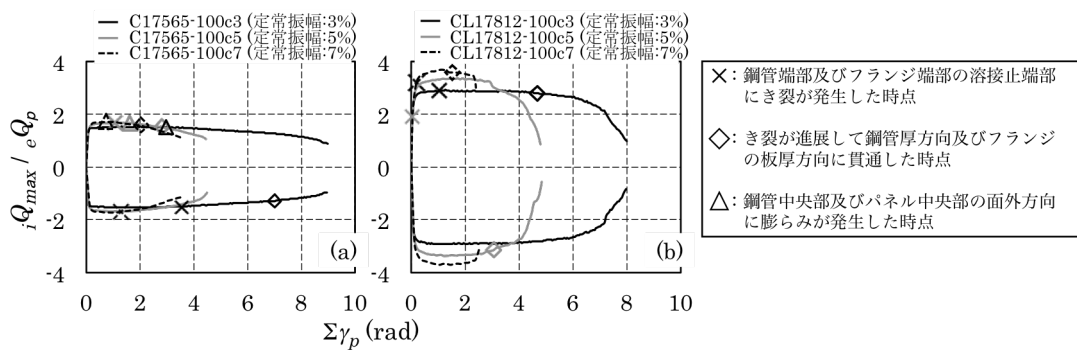 C17565-100c3 (定常振幅:3%)
C17565-100c5 (定常振幅:5%)
C17565-100c7 (定常振幅:7%)
CL17812-100c3 (定常振幅:3%)
CL17812-100c5 (定常振幅:5%)
CL17812-100c7 (定常振幅:7%)
iQmax / eQp
4
2
0
-2
-4
(a)
0 2 4 6 8 10
4
2
0
-2
-4
(b)
0 2 4 6 8 10
Σγp (rad)
×：鋼管端部及びフランジ端部の溶接止端部
にき裂が発生した時点
◇：き裂が進展して鋼管厚方向及びフランジ
の板厚方向に貫通した時点
△：鋼管中央部及びパネル中央部の面外方向
に膨らみが発生した時点